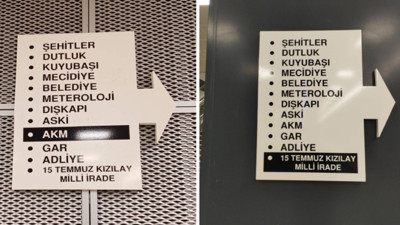 ŞEHİTLER
DUTLUK
KUYUBAŞI
MECİDİYE
BELEDİYE
METEROLOJİ
DIŞKAPI
ASKİ
AKM
GAR
ADLİYE
15 TEMMUZ KIZILAY
MİLLİ İRADE
ŞEHİTLER
DUTLUK
KUYUBAŞI
MECİDİYE
BELEDİYE
METEROLOJİ
DIŞKAPI
ASKİ
AKM
GAR
ADLİYE
15 TEMMUZ KIZILAY
MİLLİ İRADE